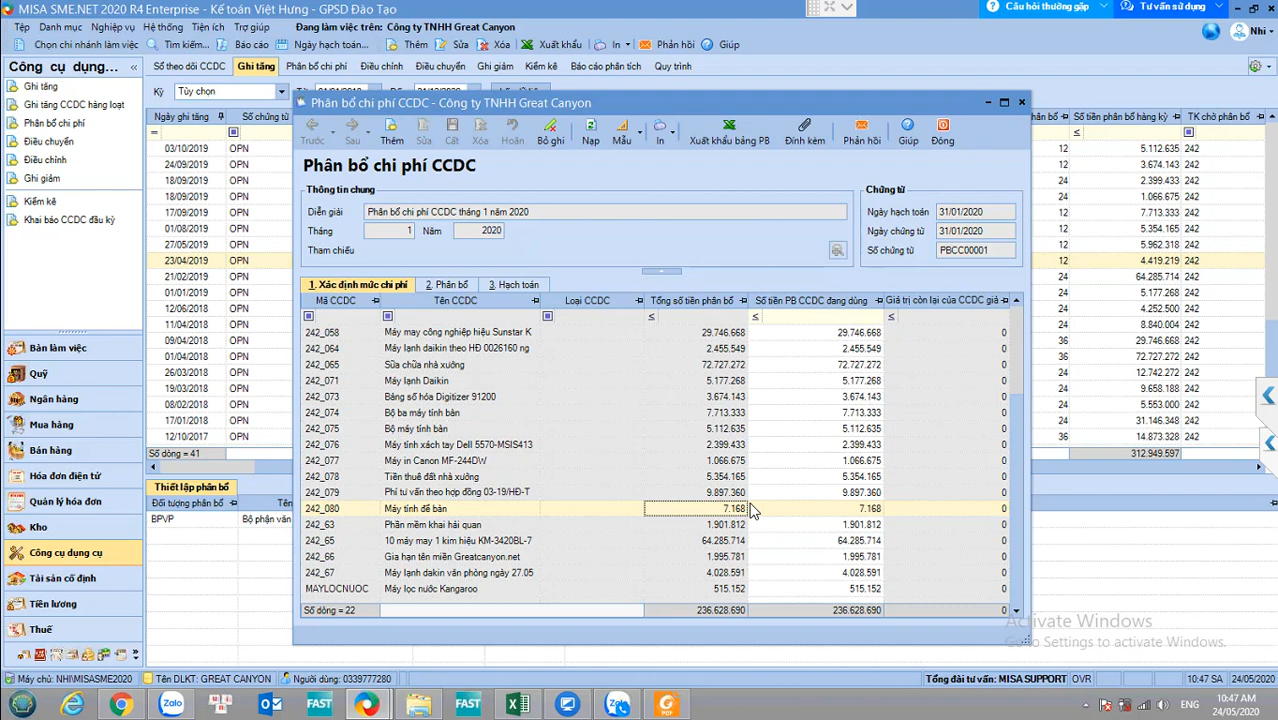 MISA SME.NET 2020 R4 Enterprise - Kế toán Việt Hưng - GPSD Đào Tạo
Câu hỏi thường gặp
Tư vấn sử dụng
Tệp Danh mục Nghiệp vụ Hệ thống Tiện ích Trợ giúp Đang làm việc trên: Công ty TNHH Great Canyon
Chọn chi nhánh làm việc Tìm kiếm... Báo cáo Ngày hạch toán... Thêm Sửa Xóa Xuất khẩu In Phản hồi Giúp
Nhi
Công cụ dụng... «
Sổ theo dõi CCDC Ghi tăng Phân bổ chi phí Điều chỉnh Điều chuyển Ghi giảm Kiểm kê Báo cáo phân tích Quy trình
Ghi tăng
Ghi tăng CCDC hàng loạt
Phân bổ chi phí
Điều chuyển
Điều chỉnh
Ghi giảm
Kiểm kê
Khai báo CCDC đầu kỳ
Bàn làm việc
Quỹ
Ngân hàng
Mua hàng
Bán hàng
Hóa đơn điện tử
Quản lý hóa đơn
Kho
Công cụ dụng cụ
Tài sản cố định
Tiền lương
Thuế
Kỳ Tùy chọn
Ngày ghi tăng Số chứng từ
=
03/10/2019 OPN
24/09/2019 OPN
18/09/2019 OPN
18/09/2019 OPN
17/09/2019 OPN
01/08/2019 OPN
27/05/2019 OPN
23/04/2019 OPN
21/02/2019 OPN
12/06/2018 OPN
11/04/2018 OPN
09/04/2018 OPN
01/04/2018 OPN
26/03/2018 OPN
19/03/2018 OPN
08/02/2018 OPN
17/01/2018 OPN
12/10/2017 OPN
Số dòng = 41
Thiết lập phân bổ
Đối tượng phân bổ Tên
BPVP Bộ phận văn
Phân bổ chi phí CCDC - Công ty TNHH Great Canyon
Trước Sau Thêm Sửa Cất Xóa Hoãn Bỏ ghi Nạp Mẫu In Xuất khẩu bảng PB Đính kèm Phản hồi Giúp Đóng
Phân bổ chi phí CCDC
Thông tin chung
Diễn giải Phân bổ chi phí CCDC tháng 1 năm 2020
Tháng 1 Năm 2020
Tham chiếu
Chứng từ
Ngày hạch toán 31/01/2020
Ngày chứng từ 31/01/2020
Số chứng từ PBCC00001
1. Xác định mức chi phí 2. Phân bổ 3. Hạch toán
Mã CCDC Tên CCDC Loại CCDC Tổng số tiền phân bổ Số tiền PB CCDC đang dùng Giá trị còn lại của CCDC giả
≤ ≤ ≤
242_058 Máy may công nghiệp hiệu Sunstar K 29.746.668 29.746.668 0
242_064 Máy lạnh daikin theo HĐ 0026160 ng 2.455.549 2.455.549 0
242_065 Sữa chữa nhà xưởng 72.727.272 72.727.272 0
242_071 Máy lạnh Daikin 5.177.268 5.177.268 0
242_073 Bảng số hóa Digitizer 91200 3.674.143 3.674.143 0
242_074 Bộ ba máy tính bàn 7.713.333 7.713.333 0
242_075 Bộ máy tính bàn 5.112.635 5.112.635 0
242_076 Máy tính xách tay Dell 5570-MSIS413 2.399.433 2.399.433 0
242_077 Máy in Canon MF-244DW 1.066.675 1.066.675 0
242_078 Tiền thuê đất nhà xưởng 5.354.165 5.354.165 0
242_079 Phí tư vấn theo hợp đồng 03-19/HĐ-T 9.897.360 9.897.360 0
242_080 Máy tính để bàn 7.168 7.168 0
242_63 Phần mềm khai hải quan 1.901.812 1.901.812 0
242_65 10 máy may 1 kim hiệu KM-3420BL-7 64.285.714 64.285.714 0
242_66 Gia hạn tên miền Greatcanyon.net 1.995.781 1.995.781 0
242_67 Máy lạnh dakin văn phòng ngày 27.05 4.028.591 4.028.591 0
MAYLOCNUOC Máy lọc nước Kangaroo 515.152 515.152 0
Số dòng = 22 236.628.690 236.628.690 0
bổ Số tiền phân bổ hàng kỳ TK chờ phân bổ
≤
12 5.112.635 242
12 3.674.143 242
24 2.399.433 242
24 1.066.675 242
12 7.713.333 242
12 5.354.165 242
12 5.962.318 242
12 4.419.219 242
24 64.285.714 242
12 4.252.500 242
24 8.840.004 242
36 242
36 72.727.272 242
24 12.742.272 242
24 9.658.188 242
24 5.553.000 242
24 31.146.348 242
36 14.873.328 242
312.949.597
Activate Windows
Go to Settings to activate Windows.
Máy chủ: NHI\MISASME2020 Tên DLKT: GREAT CANYON Người dùng: 0339777280 Tổng đài tư vấn: MISA SUPPORT OVR 10:47 SA 24/05/2020
Zalo FAST FAST PDF
ENG
10:47 AM
24/05/2020